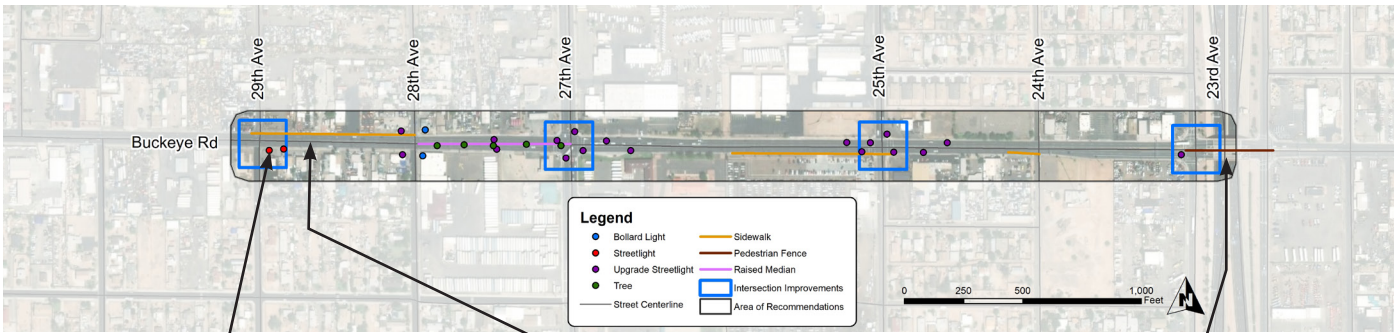 29th Ave
28th Ave
27th Ave
25th Ave
24th Ave
23rd Ave
Buckeye Rd
Legend
Bollard Light
Streetlight
Upgrade Streetlight
Tree
Street Centerline
Sidewalk
Pedestrian Fence
Raised Median
Intersection Improvements
Area of Recommendations
0 250 500 1,000
Feet
N